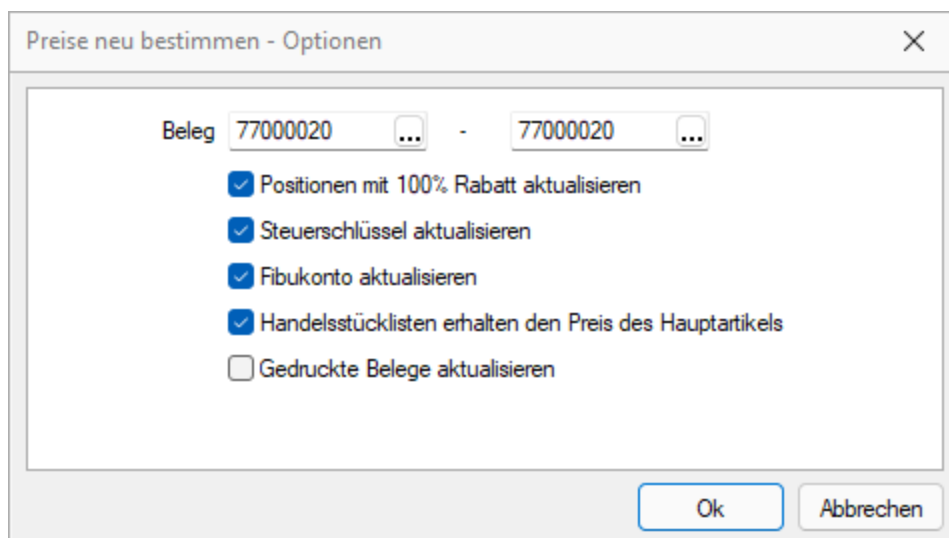 Preise neu bestimmen - Optionen
Beleg 77000020 ... - 77000020 ...
Positionen mit 100% Rabatt aktualisieren
Steuerschlüssel aktualisieren
Fibukonto aktualisieren
Handelsstücklisten erhalten den Preis des Hauptartikels
Gedruckte Belege aktualisieren
Ok Abbrechen